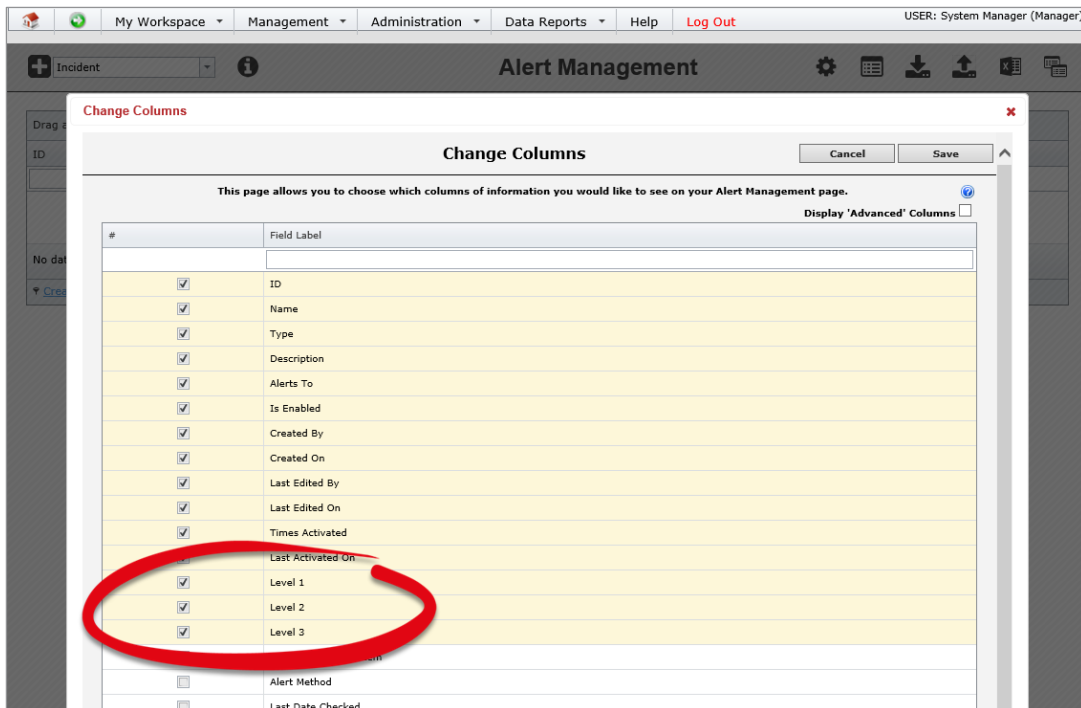 My Workspace Management Administration Data Reports Help Log Out USER: System Manager (Manager)
Incident Alert Management
Change Columns
Drag a
ID
Change Columns Cancel Save
This page allows you to choose which columns of information you would like to see on your Alert Management page.
Display 'Advanced' Columns
# Field Label
No dat
Crea
ID
Name
Type
Description
Alerts To
Is Enabled
Created By
Created On
Last Edited By
Last Edited On
Times Activated
Last Activated On
Level 1
Level 2
Level 3
Alert Method
Last Date Checked